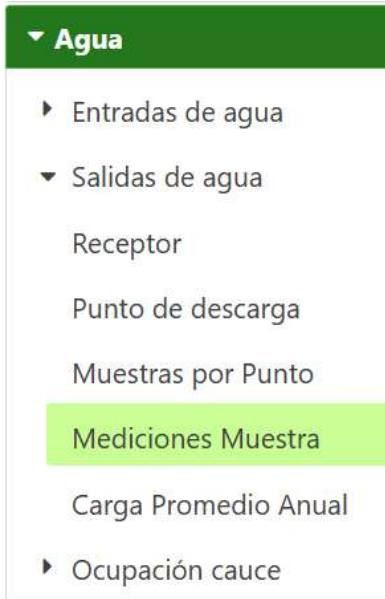 Agua
Entradas de agua
Salidas de agua
Receptor
Punto de descarga
Muestras por Punto
Mediciones Muestra
Carga Promedio Anual
Ocupación cauce